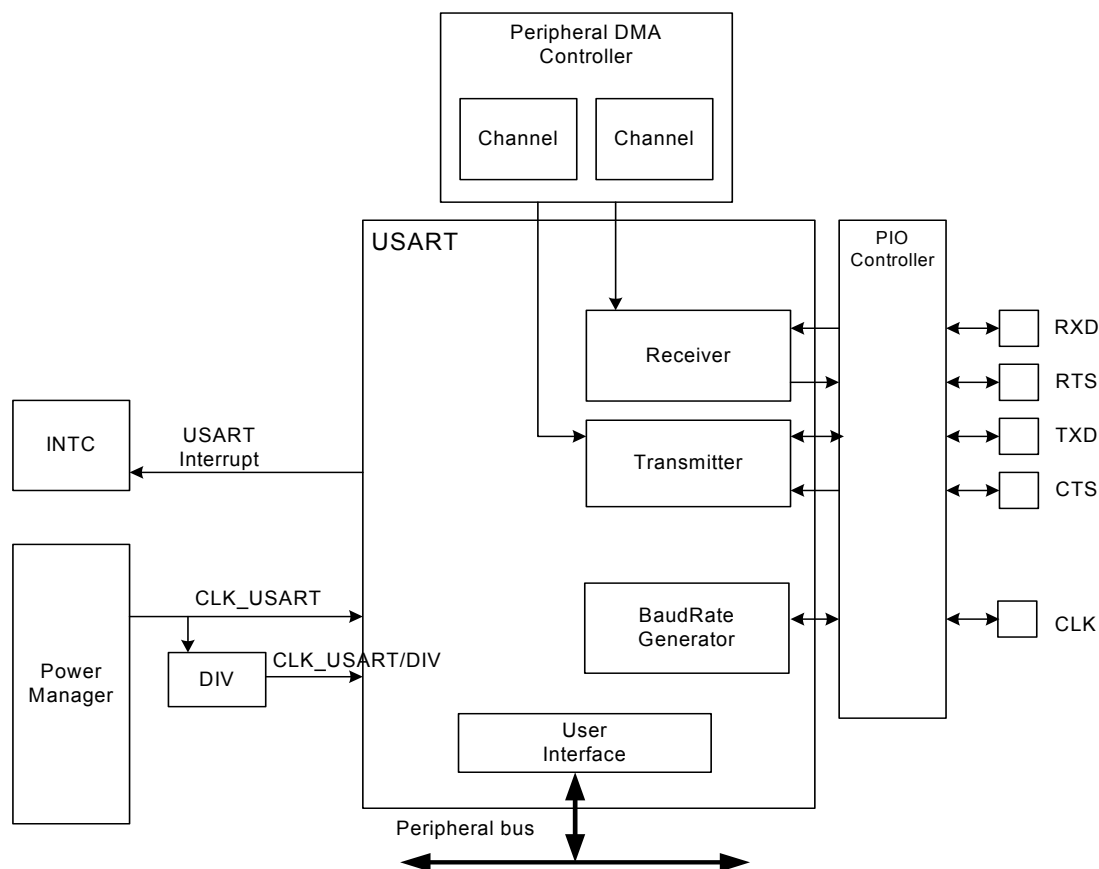 Peripheral DMA
Controller
Channel
Channel
USART
PIO
Controller
Receiver
RXD
RTS
INTC
USART
Interrupt
Transmitter
TXD
CTS
CLK_USART
BaudRate
Generator
CLK
Power
Manager
DIV
CLK_USART/DIV
User
Interface
Peripheral bus